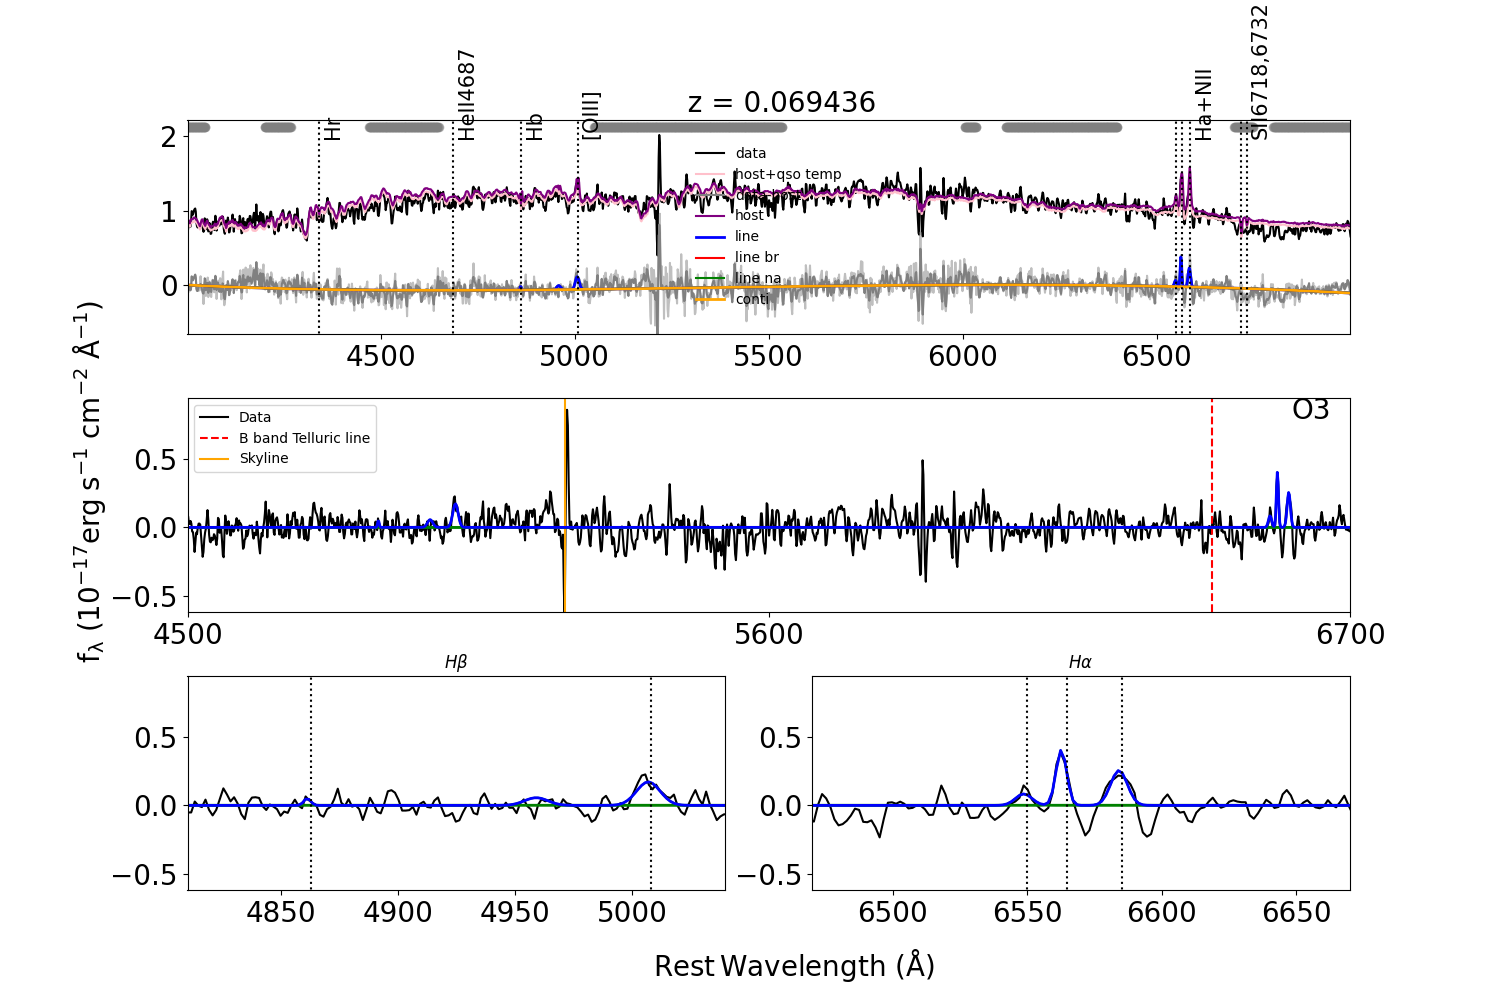 z = 0.069436
Hr
HeII4687
Hb
[OIII]
Ha+NII
SII6718,6732
2
1
0
data
host+qso temp
host
line
line br
line na
conti
4500 5000 5500 6000 6500
f_λ (10⁻¹⁷erg s⁻¹ cm⁻² Å⁻¹)
O3
Data
B band Telluric line
Skyline
0.5
0.0
−0.5
4500 5600 6700
Hβ
0.5
0.0
−0.5
4850 4900 4950 5000
Hα
0.5
0.0
−0.5
6500 6550 6600 6650
Rest Wavelength (Å)